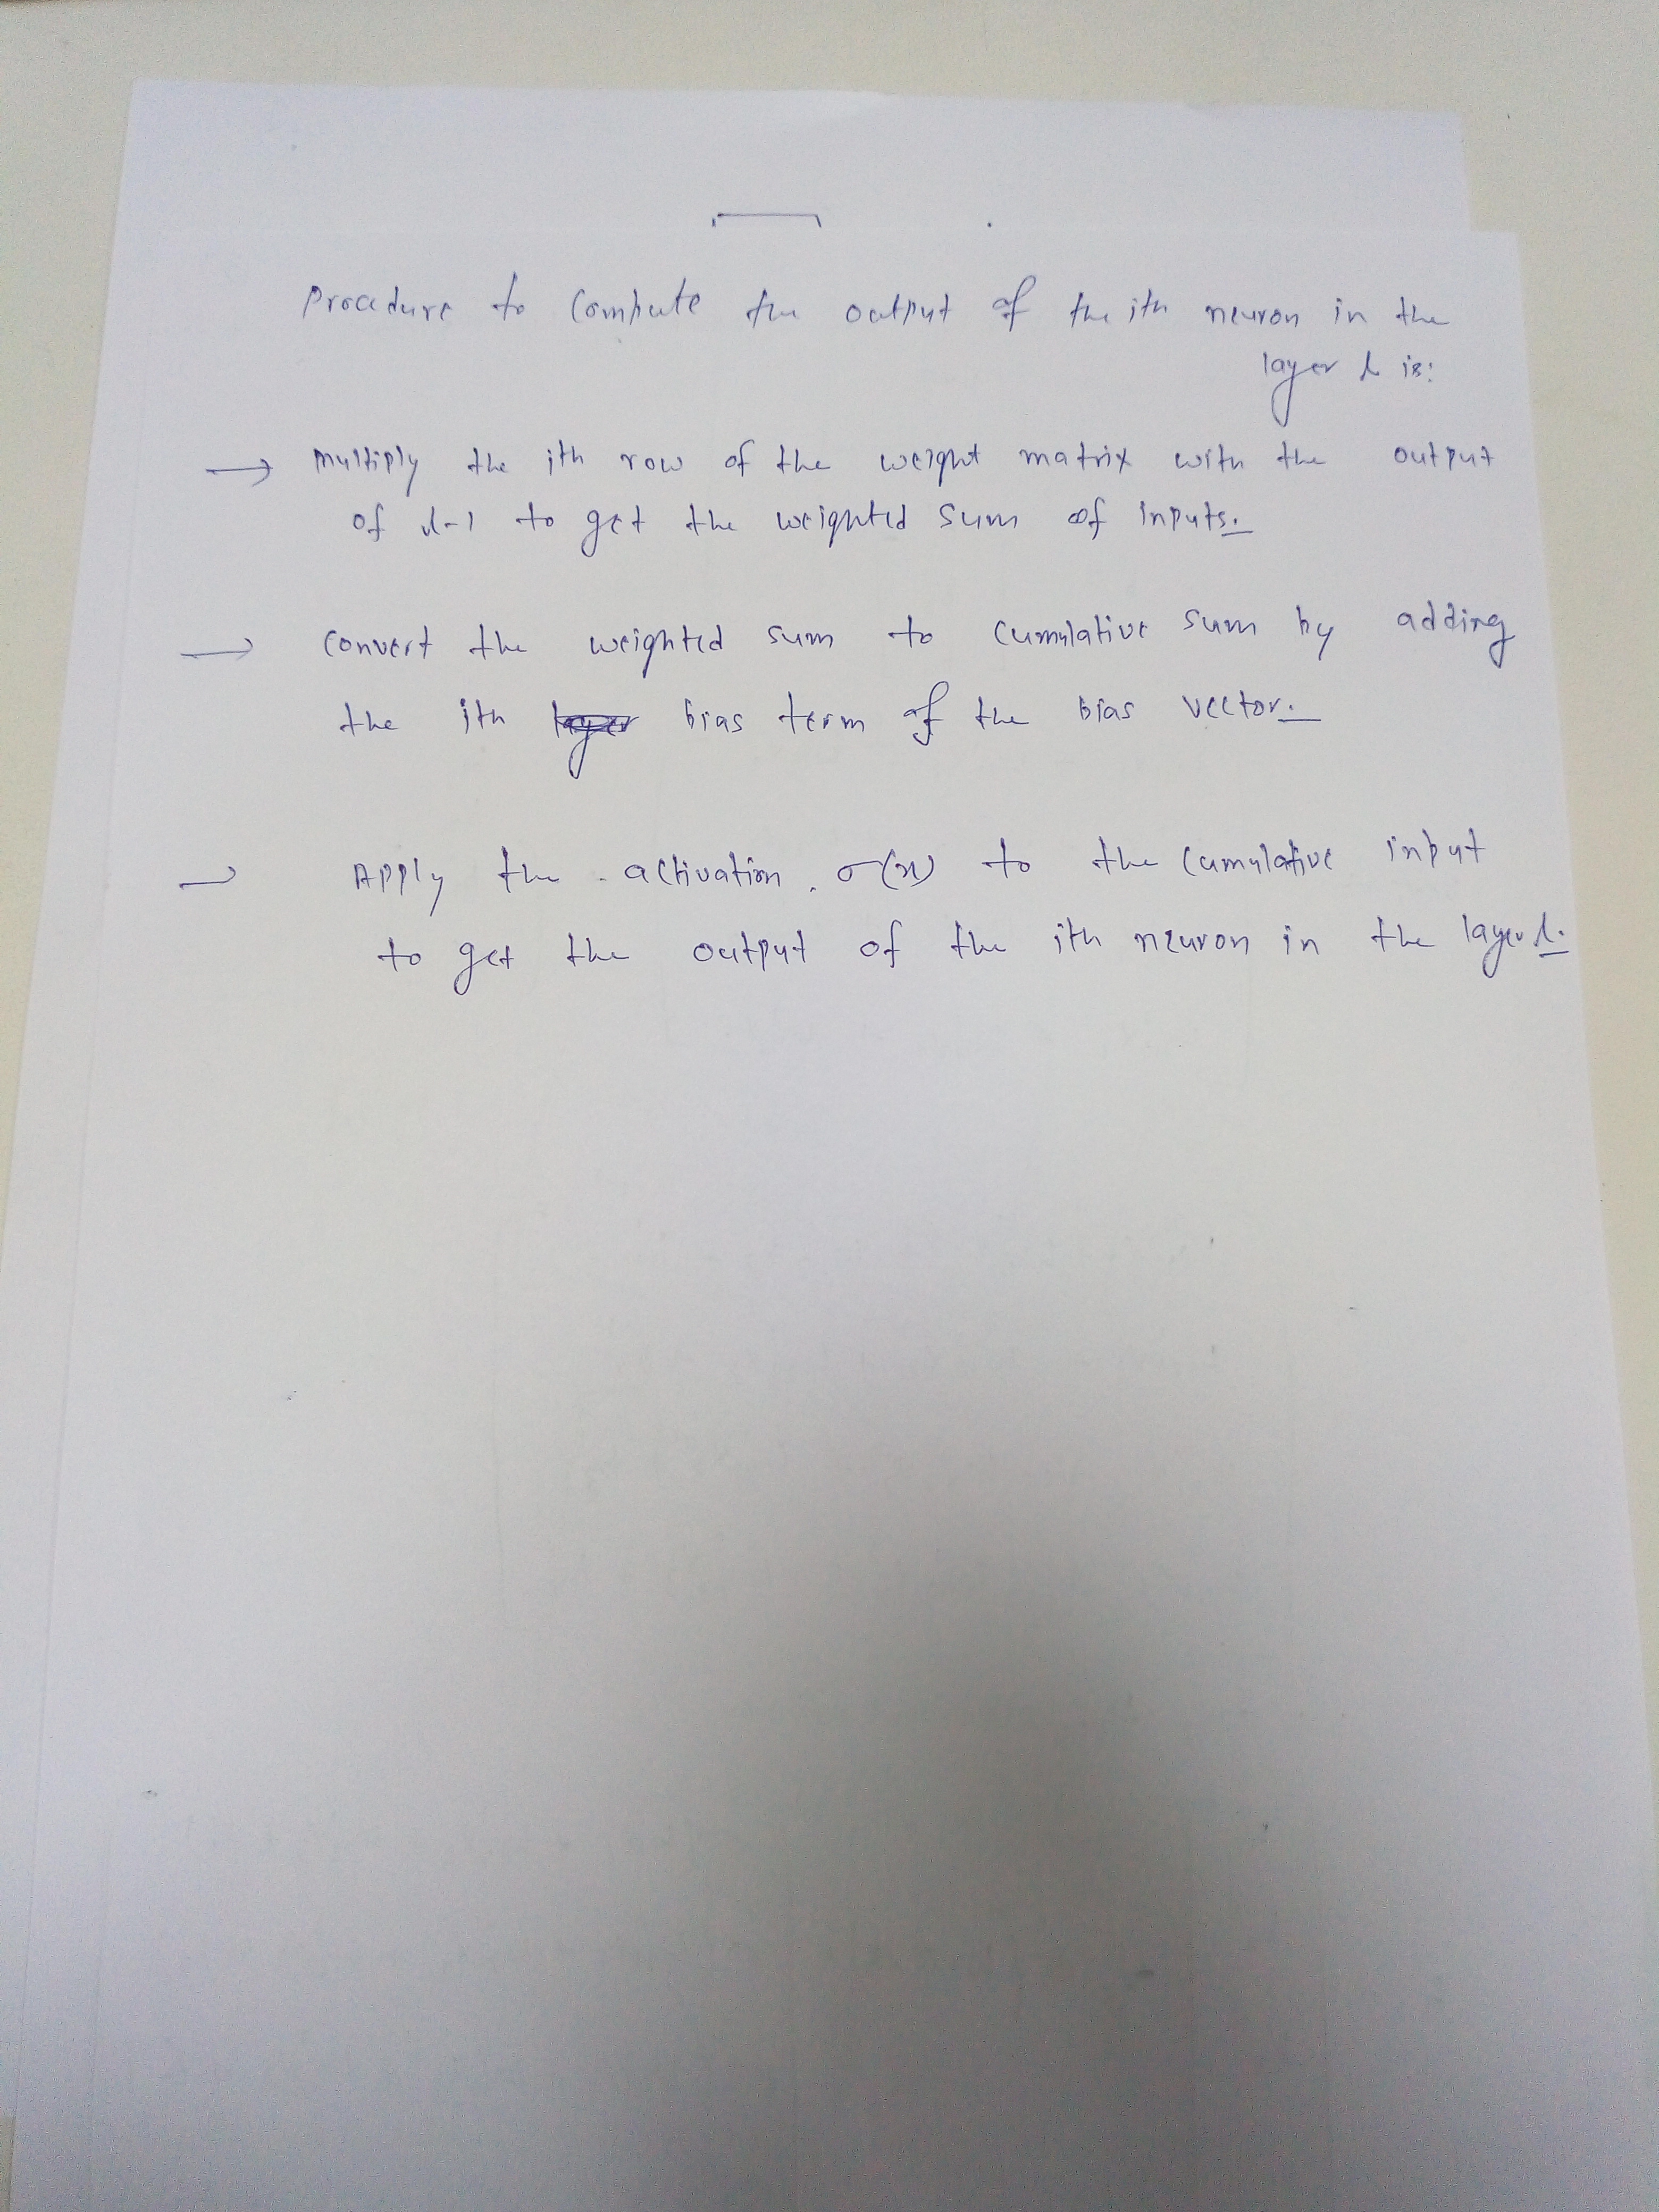 Procedure to compute the output of the ith neuron in the
layer l is:
→ Multiply the ith row of the weight matrix with the output
of l-1 to get the weighted sum of inputs.
→ Convert the weighted sum to cumulative sum by adding
the ith bias term of the bias vector.
→ Apply the activation σ(x) to the cumulative input
to get the output of the ith neuron in the layer l.